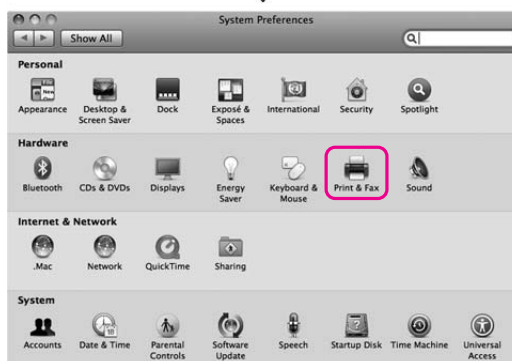 System Preferences
Show All
Personal
Appearance
Desktop &
Screen Saver
Dock
Exposé &
Spaces
International
Security
Spotlight
Hardware
Bluetooth
CDs & DVDs
Displays
Energy
Saver
Keyboard &
Mouse
Print & Fax
Sound
Internet & Network
.Mac
Network
QuickTime
Sharing
System
Accounts
Date & Time
Parental
Controls
Software
Update
Speech
Startup Disk
Time Machine
Universal
Access